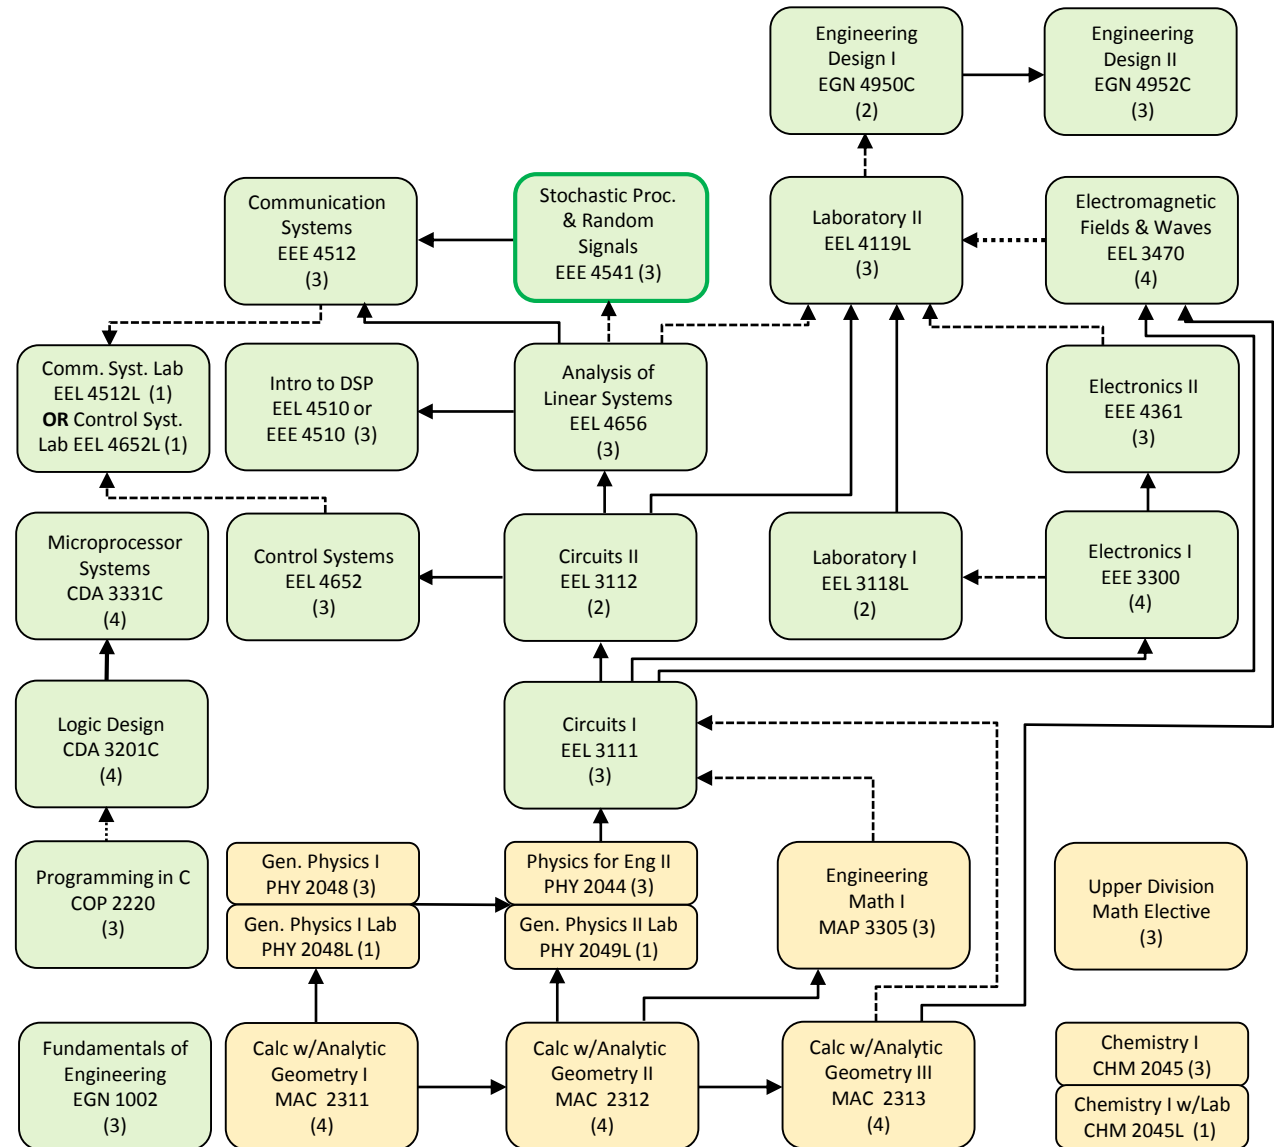 Engineering
Design I
EGN 4950C
(2)
Engineering
Design II
EGN 4952C
(3)
Communication
Systems
EEE 4512
(3)
Stochastic Proc.
& Random
Signals
EEE 4541 (3)
Laboratory II
EEL 4119L
(3)
Electromagnetic
Fields & Waves
EEL 3470
(4)
Comm. Syst. Lab
EEL 4512L (1)
OR Control Syst.
Lab EEL 4652L (1)
Intro to DSP
EEL 4510 or
EEE 4510 (3)
Analysis of
Linear Systems
EEL 4656
(3)
Electronics II
EEE 4361
(3)
Microprocessor
Systems
CDA 3331C
(4)
Control Systems
EEL 4652
(3)
Circuits II
EEL 3112
(2)
Laboratory I
EEL 3118L
(2)
Electronics I
EEE 3300
(4)
Logic Design
CDA 3201C
(4)
Circuits I
EEL 3111
(3)
Programming in C
COP 2220
(3)
Gen. Physics I
PHY 2048 (3)
Gen. Physics I Lab
PHY 2048L (1)
Physics for Eng II
PHY 2044 (3)
Gen. Physics II Lab
PHY 2049L (1)
Engineering
Math I
MAP 3305 (3)
Upper Division
Math Elective
(3)
Fundamentals of
Engineering
EGN 1002
(3)
Calc w/Analytic
Geometry I
MAC 2311
(4)
Calc w/Analytic
Geometry II
MAC 2312
(4)
Calc w/Analytic
Geometry III
MAC 2313
(4)
Chemistry I
CHM 2045 (3)
Chemistry I w/Lab
CHM 2045L (1)